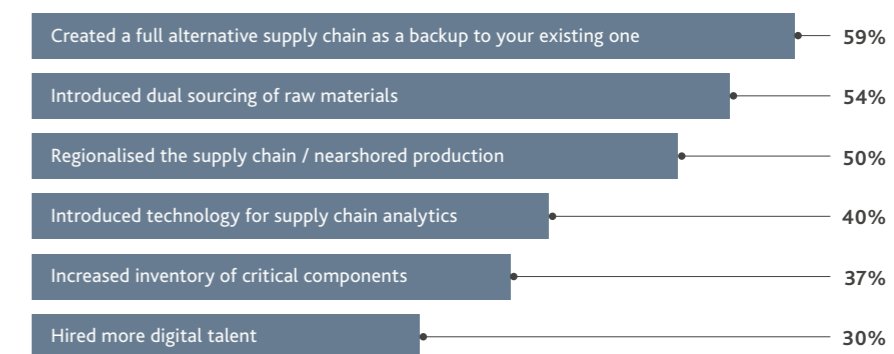 Created a full alternative supply chain as a backup to your existing one 59%
Introduced dual sourcing of raw materials 54%
Regionalised the supply chain / nearshored production 50%
Introduced technology for supply chain analytics 40%
Increased inventory of critical components 37%
Hired more digital talent 30%